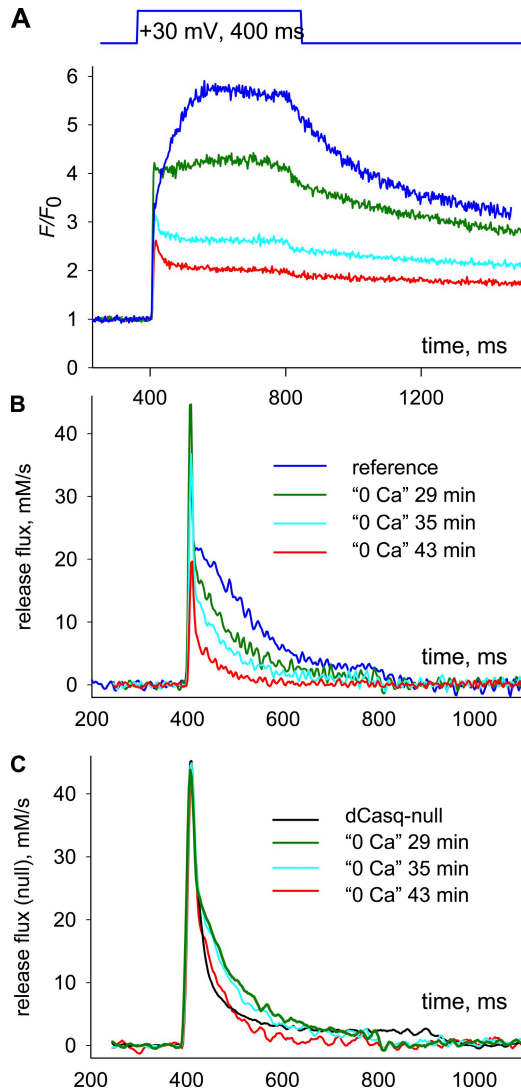 A
+30 mV, 400 ms
6
5
4
3
2
1
0
F/F0
time, ms
400 800 1200
B
40
30
20
10
0
release flux, mM/s
reference
“0 Ca” 29 min
“0 Ca” 35 min
“0 Ca” 43 min
time, ms
200 400 600 800 1000
C
40
30
20
10
0
release flux (null), mM/s
dCasq-null
“0 Ca” 29 min
“0 Ca” 35 min
“0 Ca” 43 min
time, ms
200 400 600 800 1000